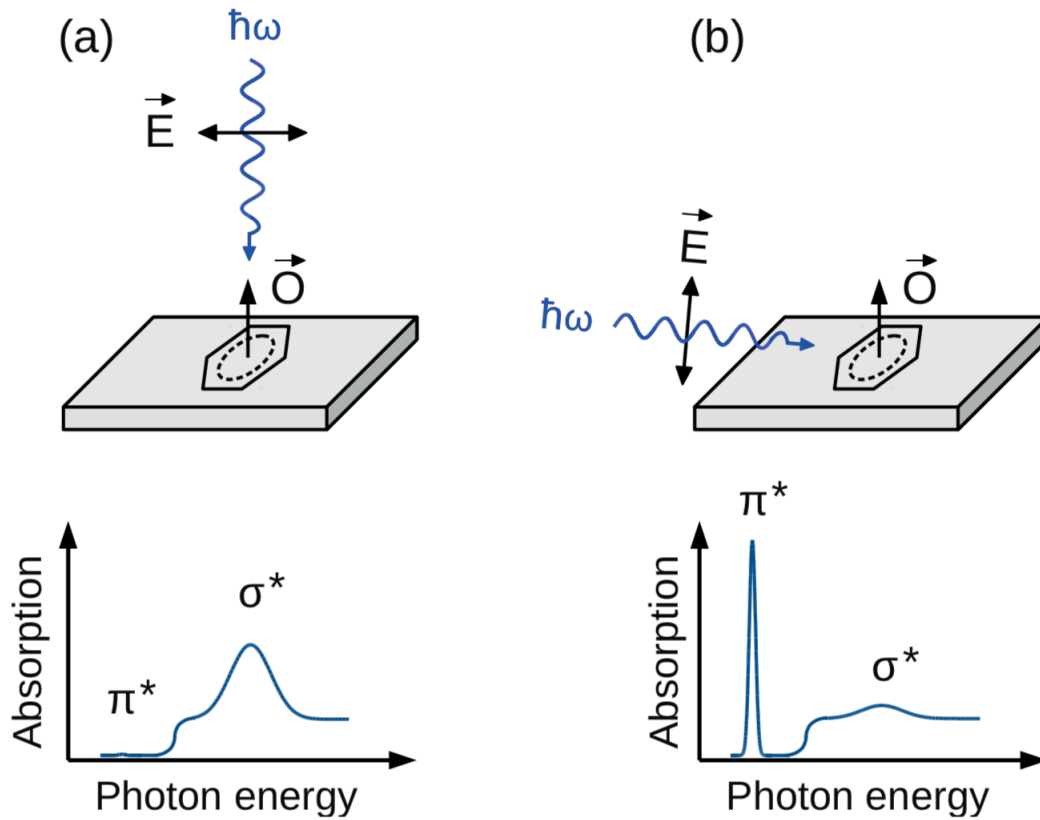 (a)
ħω
E
O
π*
σ*
Absorption
Photon energy
(b)
E
ħω
O
π*
σ*
Absorption
Photon energy